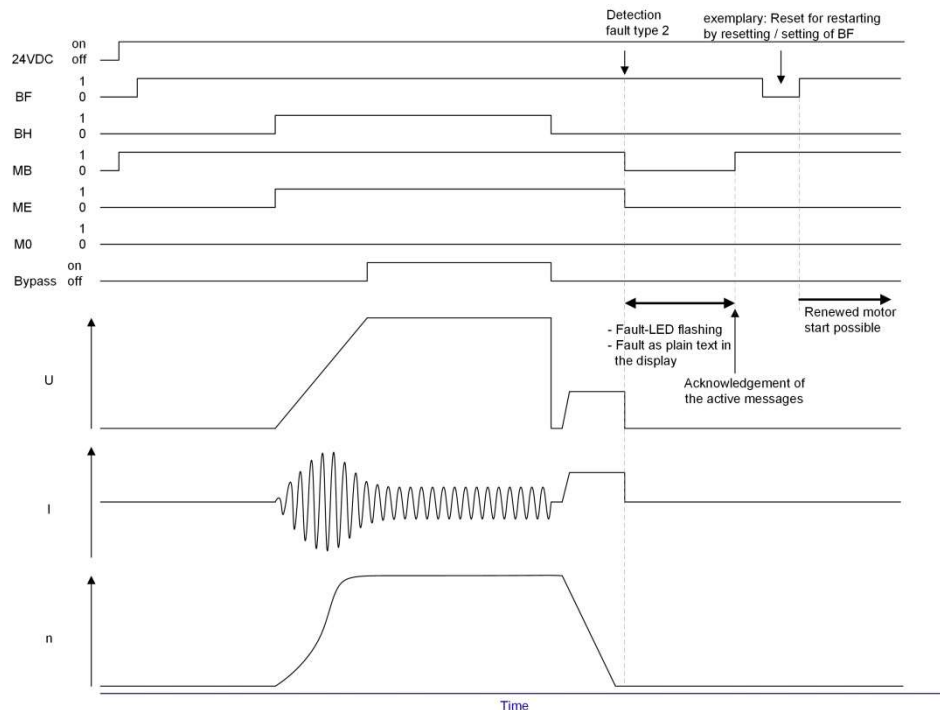 Detection
fault type 2
exemplary: Reset for restarting
by resetting / setting of BF
on
24VDC off
1
BF 0
1
BH 0
1
MB 0
1
ME 0
1
M0 0
on
Bypass off
Renewed motor
start possible
- Fault-LED flashing
- Fault as plain text in
the display
U
Acknowledgement of
the active messages
I
n
Time